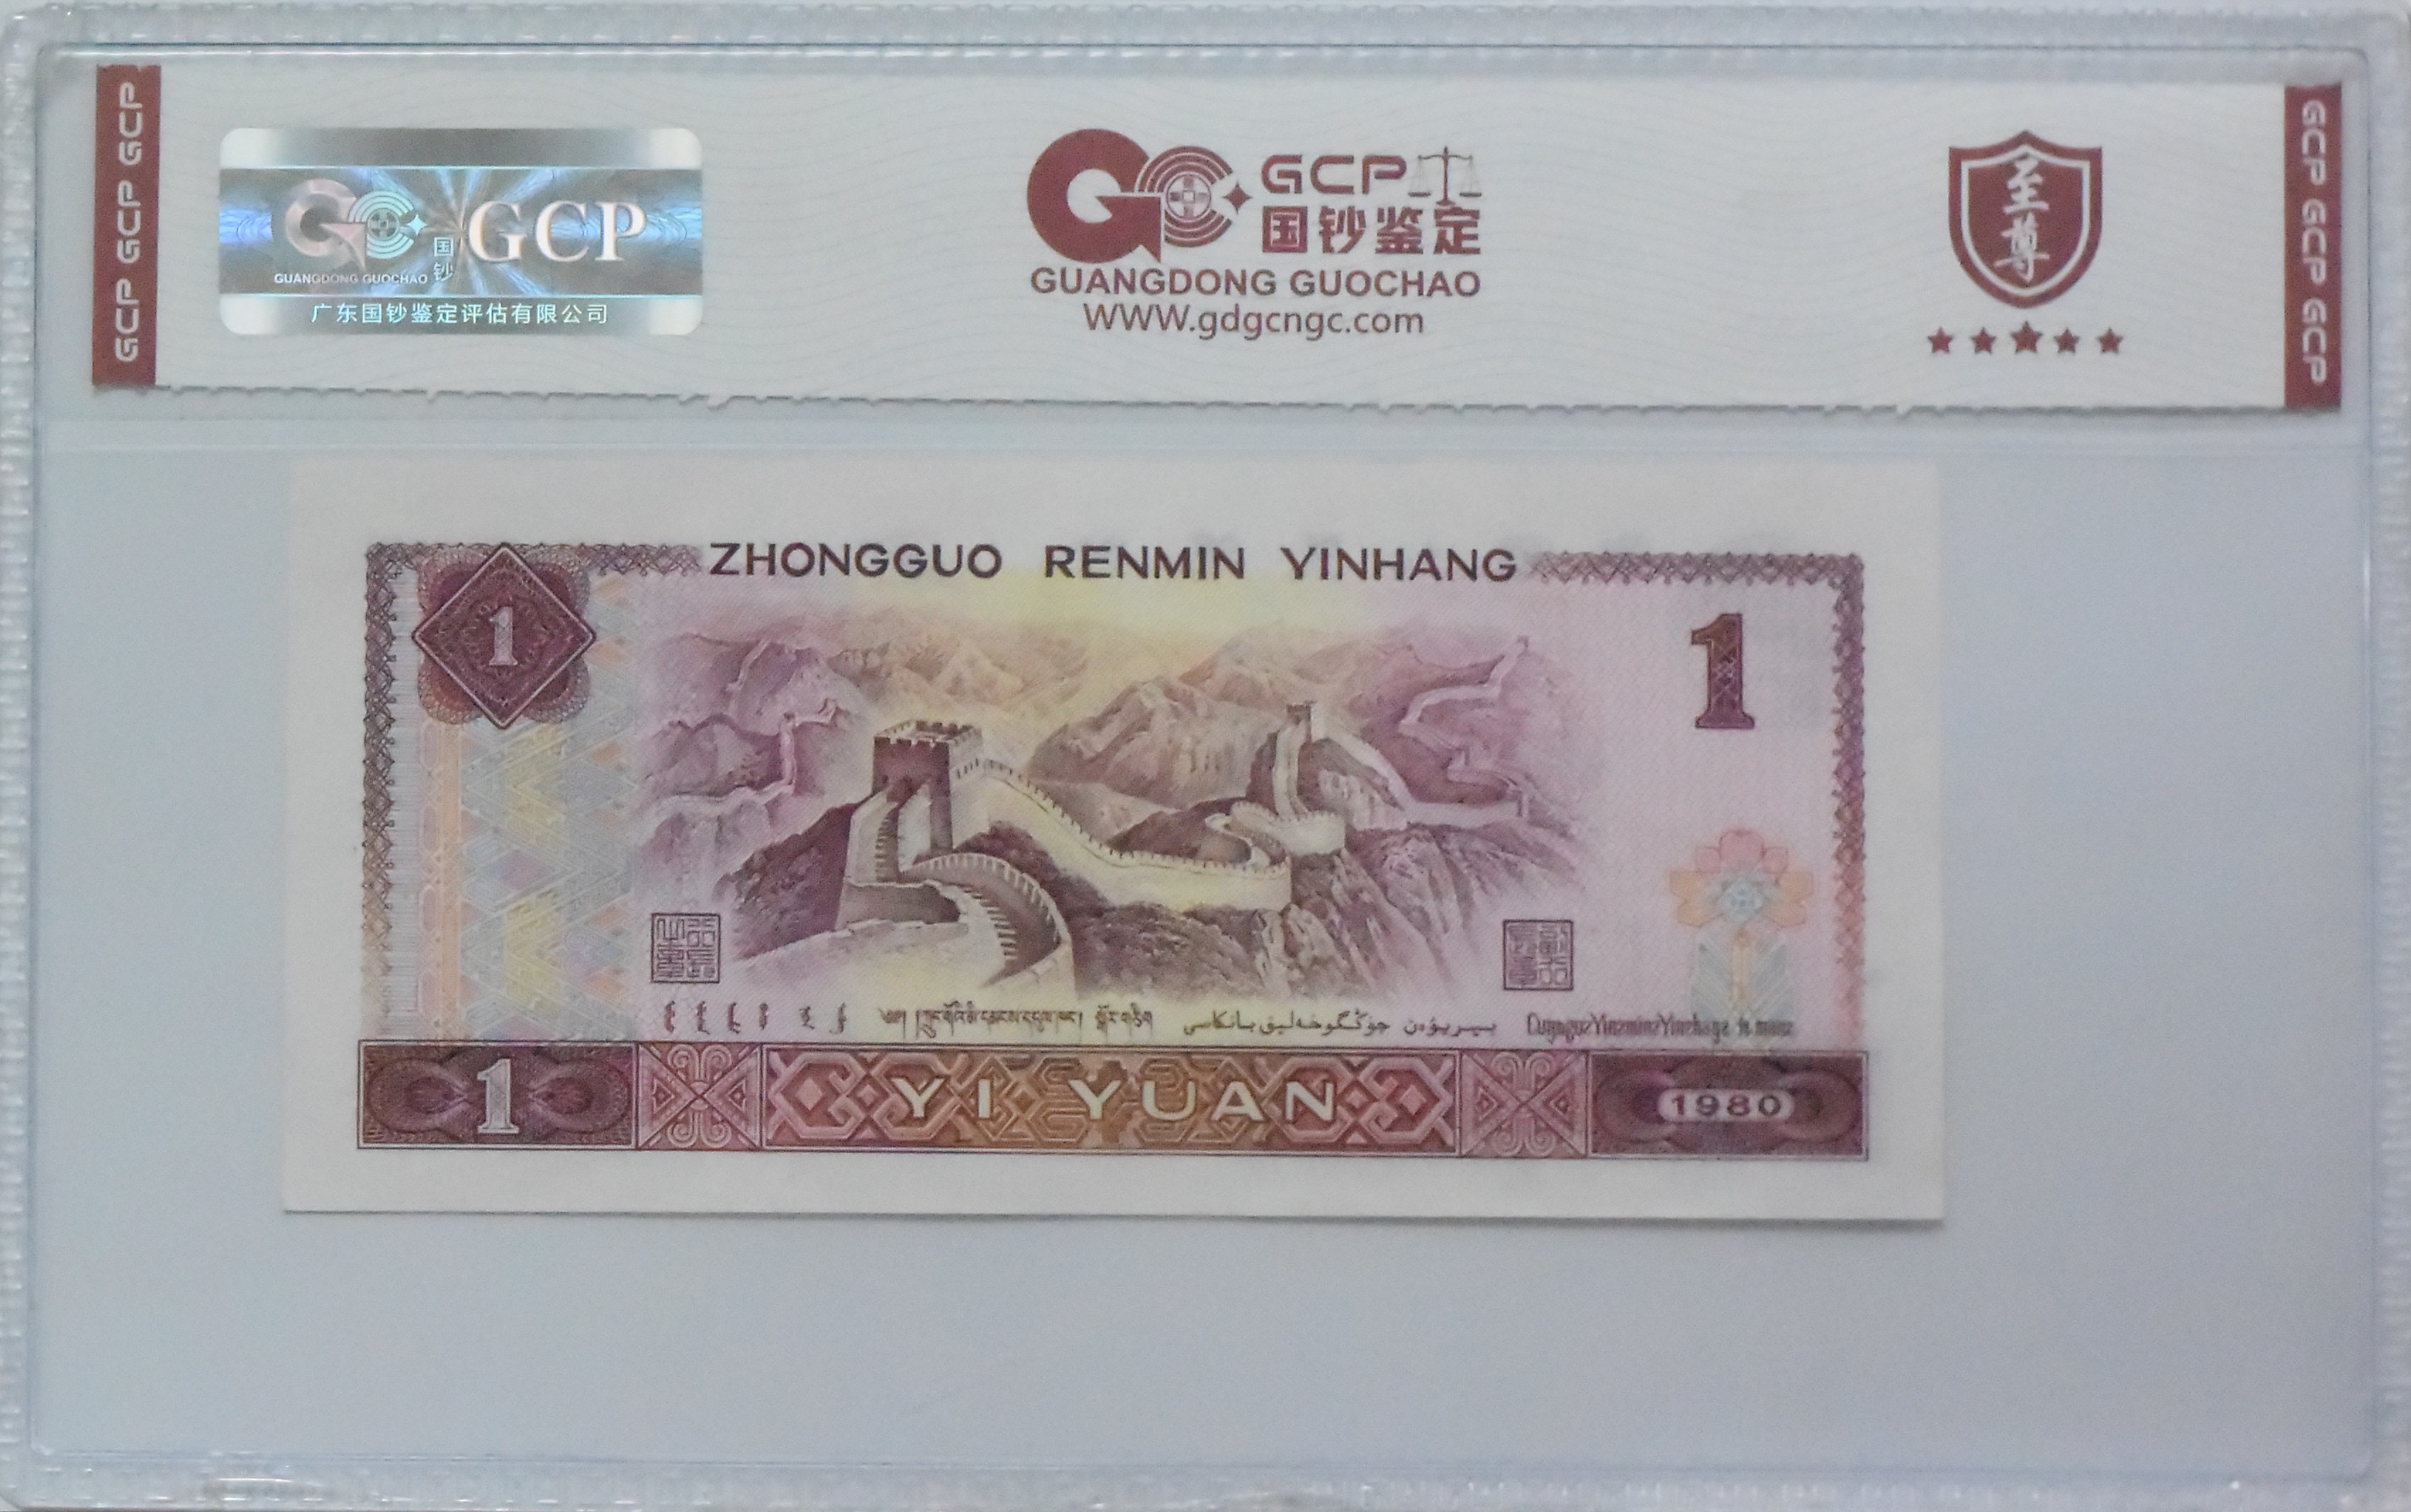 GCP GCP GCP
GCP
国钞
GUANGDONG GUOCHAO
广东国钞鉴定评估有限公司
GCP
国钞鉴定
GUANGDONG GUOCHAO
WWW.gdgcngc.com
至尊
GCP GCP GCP
ZHONGGUO RENMIN YINHANG
1
1
1
YI YUAN
1980